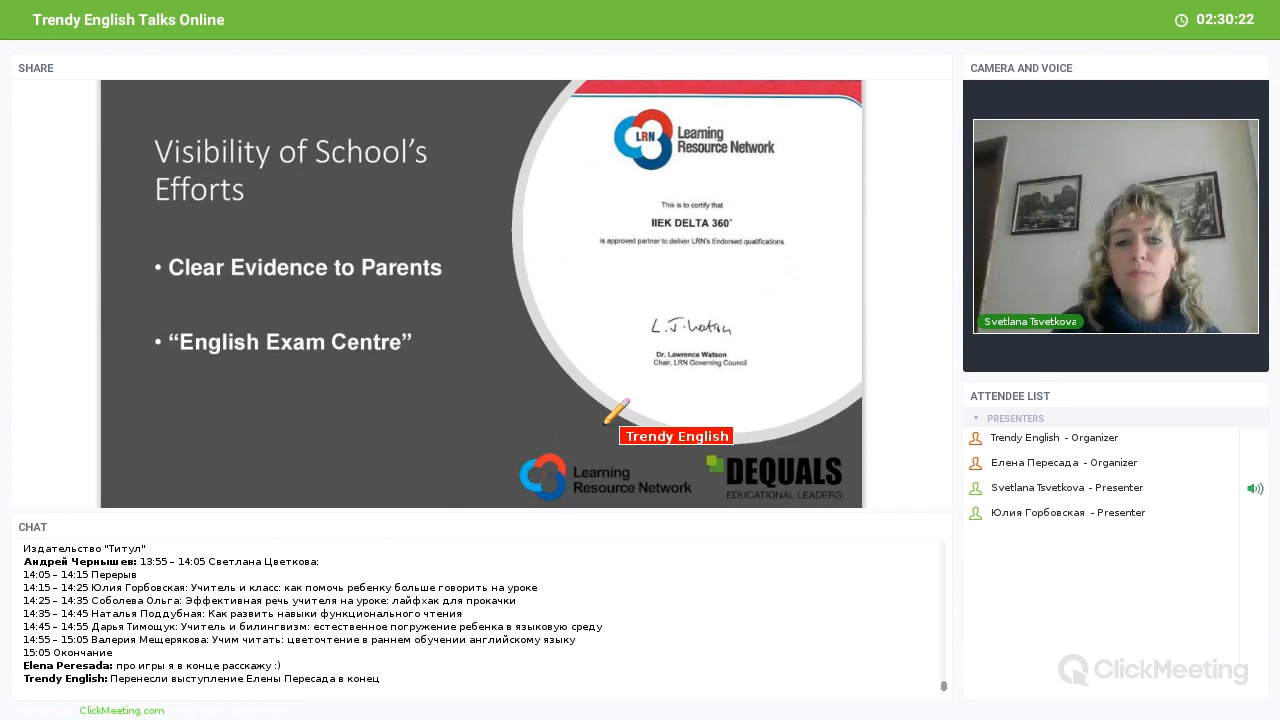 Trendy English Talks Online
02:30:22
SHARE
Visibility of School's
Efforts
• Clear Evidence to Parents
• “English Exam Centre”
LRN
Learning
Resource Network
This is to certify that
IIEK DELTA 360°
is approved partner to deliver LRN's Endorsed qualifications
L.J.Watson
Dr. Lawrence Watson
Chair, LRN Governing Council
Trendy English
Learning
Resource Network
DEQUALS
EDUCATIONAL LEADERS
CHAT
Издательство "Титул"
Андрей Чернышев: 13:55 – 14:05 Светлана Цветкова:
14:05 – 14:15 Перерыв
14:15 – 14:25 Юлия Горбовская: Учитель и класс: как помочь ребенку больше говорить на уроке
14:25 – 14:35 Соболева Ольга: Эффективная речь учителя на уроке: лайфхак для прокачки
14:35 – 14:45 Наталья Поддубная: Как развить навыки функционального чтения
14:45 – 14:55 Дарья Тимощук: Учитель и билингвизм: естественное погружение ребенка в языковую среду
14:55 – 15:05 Валерия Мещерякова: Учим читать: цветочтение в раннем обучении английскому языку
15:05 Окончание
Elena Peresada: про игры я в конце расскажу :)
Trendy English: Перенесли выступление Елены Пересада в конец
ClickMeeting.com
CAMERA AND VOICE
Svetlana Tsvetkova
ATTENDEE LIST
PRESENTERS
Trendy English - Organizer
Елена Пересада - Organizer
Svetlana Tsvetkova - Presenter
Юлия Горбовская - Presenter
ClickMeeting